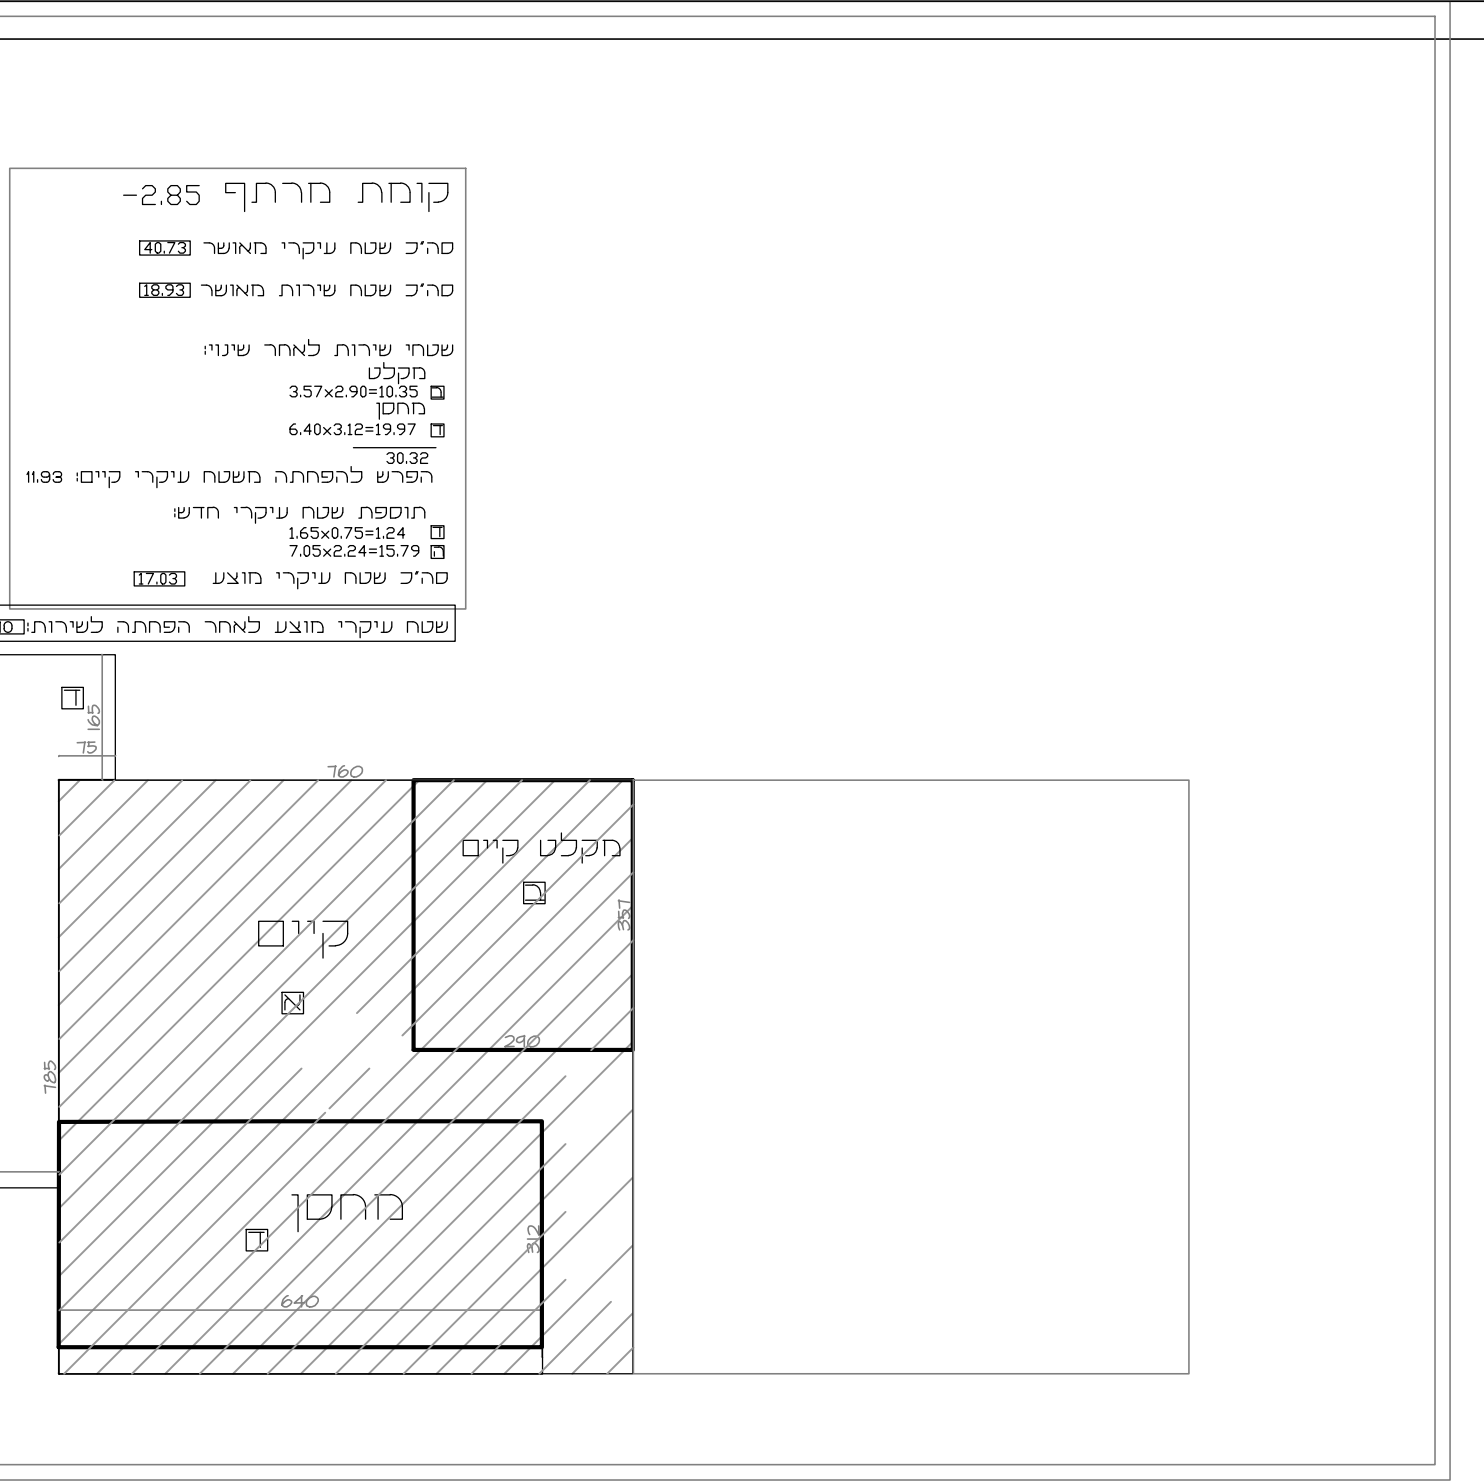 קומת מרתף -2.85
סה"כ שטח עיקרי מאושר 40.73
סה"כ שטח שירות מאושר 18.93
שטחי שירות לאחר שינוי:
מקלט
ב 3.57x2.90=10.35
מחסן
ד 6.40x3.12=19.97
30.32
הפרש להפחתה משטח עיקרי קיים: 11.93
תוספת שטח עיקרי חדש:
ד 1.65x0.75=1.24
ה 7.05x2.24=15.79
סה"כ שטח עיקרי מוצע 17.03
שטח עיקרי מוצע לאחר הפחתה לשירות:
ד
165
75
760
מקלט קיים
ב
357
קיים
א
290
785
מחסן
ד
312
640